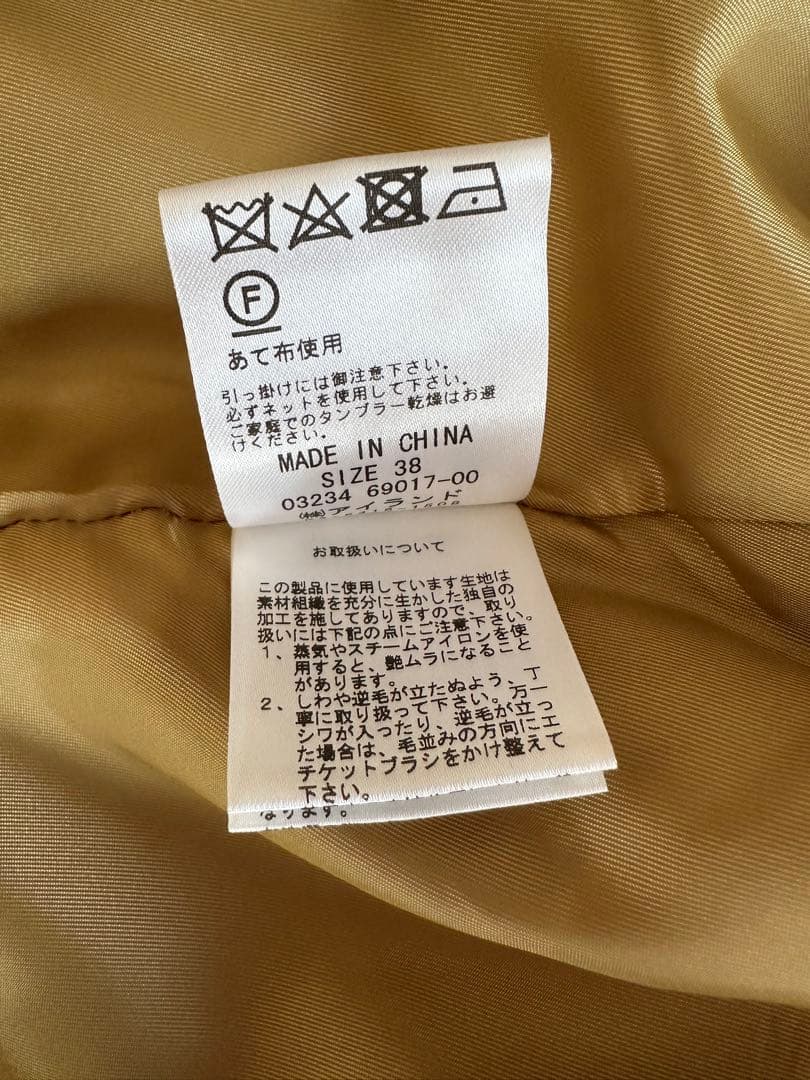 F
あて布使用
引っ掛けには御注意下さい。
必ずネットを使用して下さい。
ご家庭でのタンブラー乾燥はお避
けください。
MADE IN CHINA
SIZE 38
03234 69017-00
㈱アイランド
お取扱いについて
この製品に使用しています生地は
素材組織を充分に生かした独自の
加工を施してありますので、取り
扱いには下記の点にご注意下さい。
1、蒸気やスチームアイロンを使
用すると、艶ムラになること
があります。
2、しわや逆毛が立たぬよう、丁
寧に取り扱って下さい。万一
シワが入ったり、逆毛が立っ
た場合は、毛並みの方向にエ
チケットブラシをかけ整えて
下さい。
なります。